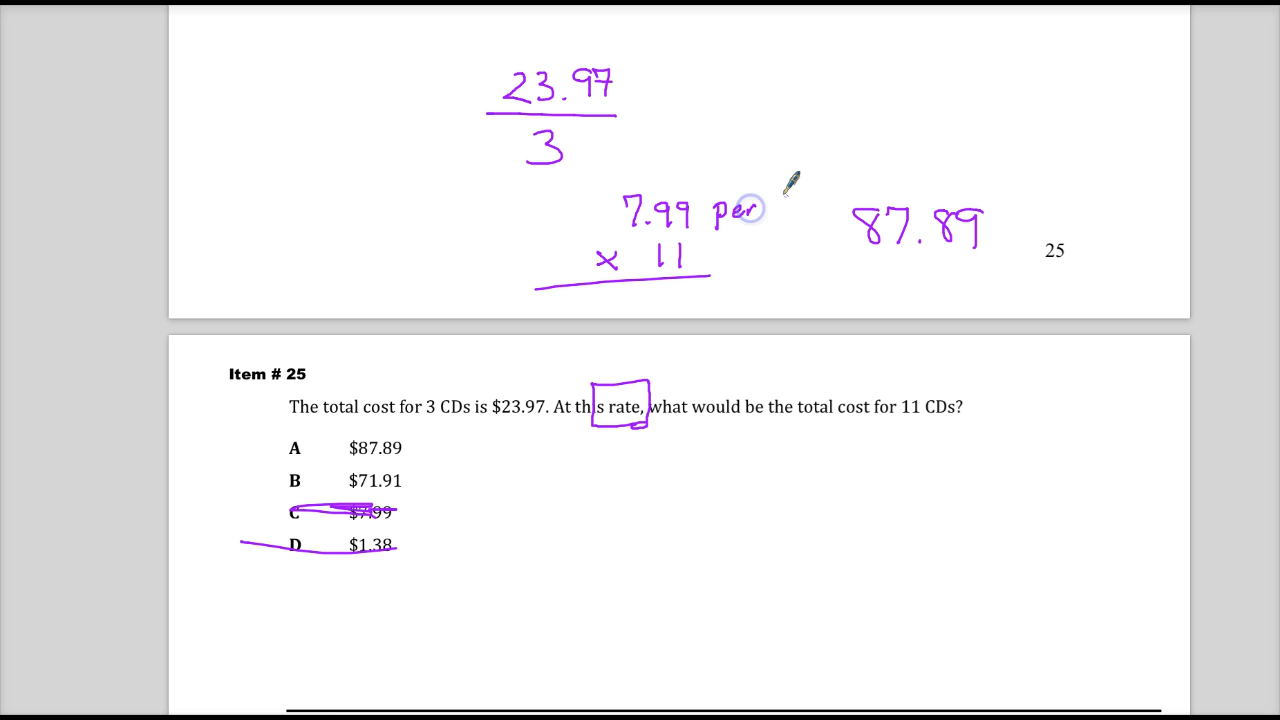 23.97
3
7.99 per
x 11
87.89
25
Item # 25
The total cost for 3 CDs is $23.97. At this rate, what would be the total cost for 11 CDs?
A $87.89
B $71.91
C $7.99
D $1.38